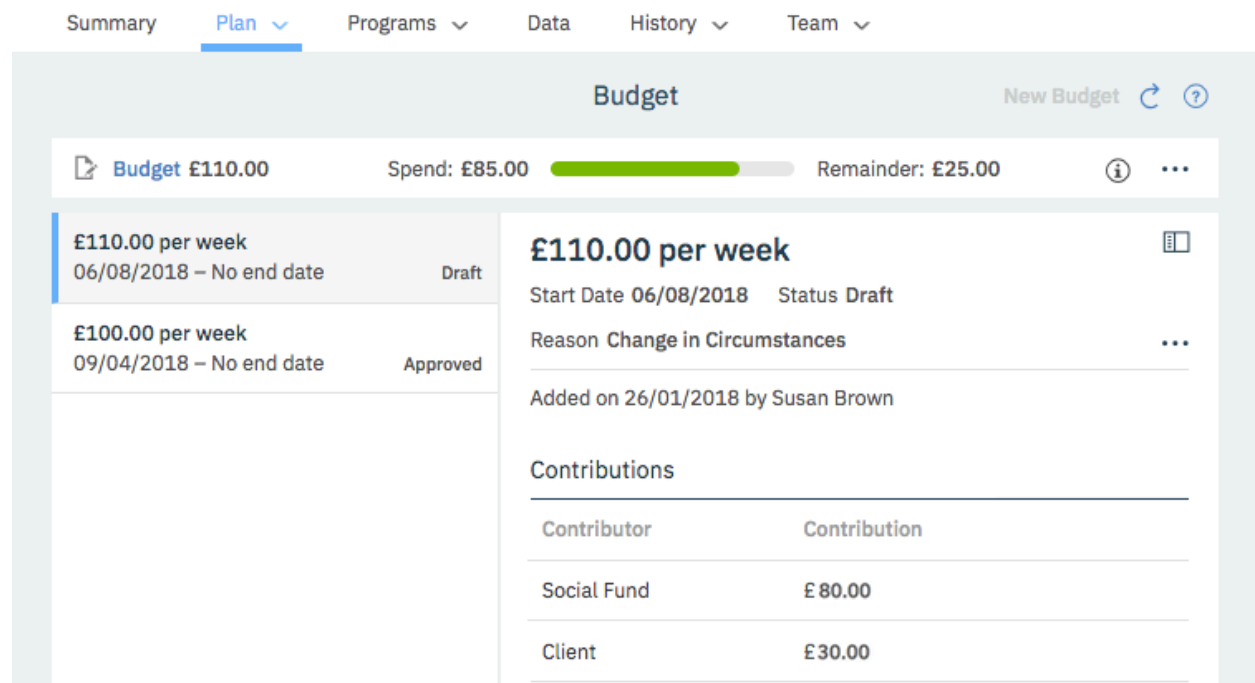 Summary Plan Programs Data History Team
Budget New Budget
Budget £110.00 Spend: £85.00 Remainder: £25.00
£110.00 per week
06/08/2018 – No end date Draft
£100.00 per week
09/04/2018 – No end date Approved
£110.00 per week
Start Date 06/08/2018 Status Draft
Reason Change in Circumstances
Added on 26/01/2018 by Susan Brown
Contributions
Contributor Contribution
Social Fund £80.00
Client £30.00